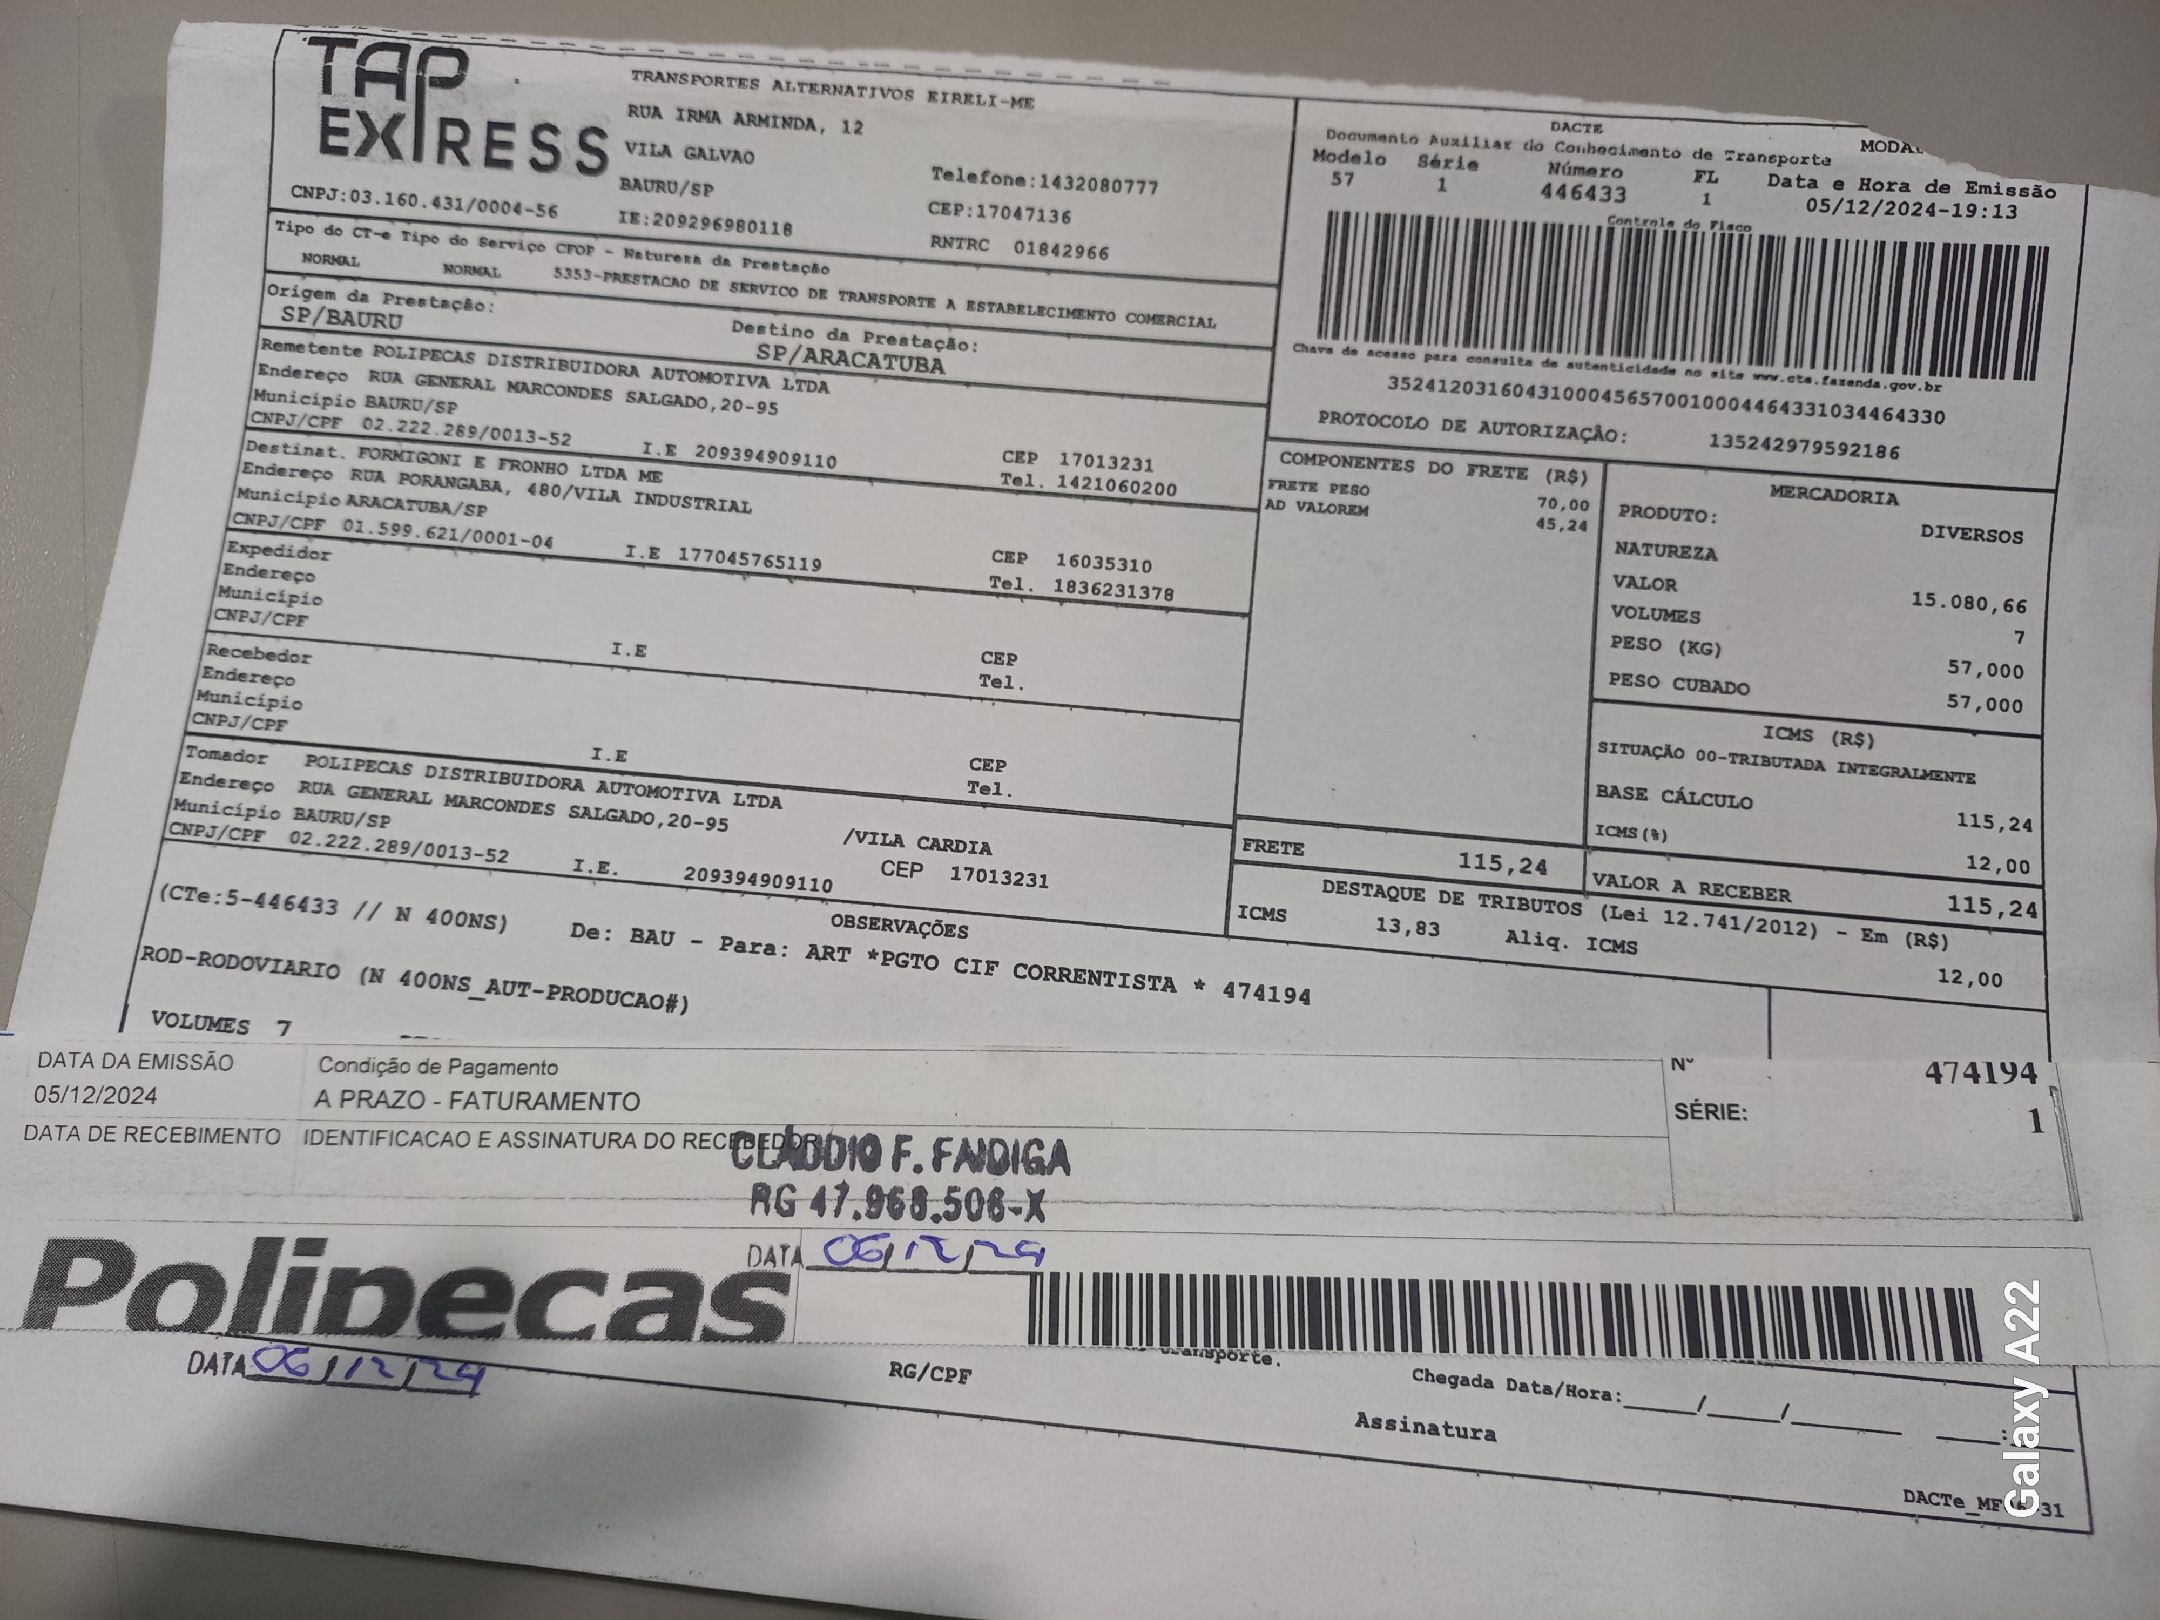 TAP
EXPRESS
CNPJ:03.160.431/0004-56
TRANSPORTES ALTERNATIVOS EIRELI-ME
RUA IRMA ARMINDA, 12
VILA GALVAO
BAURU/SP
IE:209296980118
Telefone:1432080777
CEP:17047136
RNTRC 01842966
DACTE
Documento Auxiliar do Conhecimento de Transporte
Modelo Série Número FL Data e Hora de Emissão
57 1 446433 1 05/12/2024-19:13
Controle do Fisco
Chave de acesso para consulta de autenticidade no site www.cte.fazenda.gov.br
35241203160431000456570010004464331034464330
PROTOCOLO DE AUTORIZAÇÃO: 135242979592186
Tipo do CT-e Tipo do Serviço CFOP - Natureza da Prestação
NORMAL NORMAL 5353-PRESTACAO DE SERVICO DE TRANSPORTE A ESTABELECIMENTO COMERCIAL
Origem da Prestação: Destino da Prestação:
SP/BAURU SP/ARACATUBA
Remetente POLIPECAS DISTRIBUIDORA AUTOMOTIVA LTDA
Endereço RUA GENERAL MARCONDES SALGADO,20-95
Município BAURU/SP CEP 17013231
CNPJ/CPF 02.222.289/0013-52 I.E 209394909110 Tel. 1421060200
Destinat. FORMIGONI E FRONHO LTDA ME
Endereço RUA PORANGABA, 480/VILA INDUSTRIAL
Município ARACATUBA/SP CEP 16035310
CNPJ/CPF 01.599.621/0001-04 I.E 177045765119 Tel. 1836231378
Expedidor
Endereço
Município CEP
CNPJ/CPF I.E Tel.
Recebedor
Endereço
Município CEP
CNPJ/CPF I.E Tel.
Tomador POLIPECAS DISTRIBUIDORA AUTOMOTIVA LTDA
Endereço RUA GENERAL MARCONDES SALGADO,20-95 /VILA CARDIA
Município BAURU/SP CEP 17013231
CNPJ/CPF 02.222.289/0013-52 I.E. 209394909110
COMPONENTES DO FRETE (R$)
FRETE PESO 70,00
AD VALOREM 45,24
MERCADORIA
PRODUTO: DIVERSOS
NATUREZA
VALOR 15.080,66
VOLUMES 7
PESO (KG) 57,000
PESO CUBADO 57,000
ICMS (R$)
SITUAÇÃO 00-TRIBUTADA INTEGRALMENTE
BASE CÁLCULO 115,24
ICMS(%) 12,00
FRETE 115,24
VALOR A RECEBER 115,24
DESTAQUE DE TRIBUTOS (Lei 12.741/2012) - Em (R$)
ICMS 13,83 Aliq. ICMS 12,00
OBSERVAÇÕES
(CTe:5-446433 // N 400NS) De: BAU - Para: ART *PGTO CIF CORRENTISTA * 474194
ROD-RODOVIARIO (N 400NS_AUT-PRODUCAO#)
VOLUMES 7
DATA DA EMISSÃO Condição de Pagamento Nº 474194
05/12/2024 A PRAZO - FATURAMENTO
SÉRIE: 1
DATA DE RECEBIMENTO IDENTIFICACAO E ASSINATURA DO RECEBEDOR
CLAUDIO F. FANDIGA
RG 47.968.506-X
DATA 06/12/24
Polipecas
transporte.
DATA 06/12/24
RG/CPF
Chegada Data/Hora:____/____/____ __:__
Assinatura
Galaxy A22